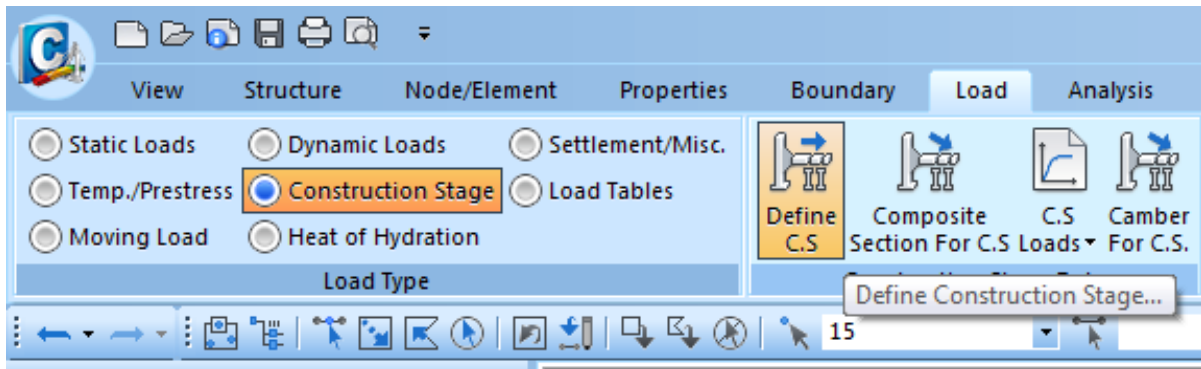 View Structure Node/Element Properties Boundary Load Analysis
Static Loads Dynamic Loads Settlement/Misc.
Temp./Prestress Construction Stage Load Tables
Moving Load Heat of Hydration
Load Type
Define
C.S
Composite
Section For C.S
C.S
Loads
Camber
For C.S.
Define Construction Stage...
15